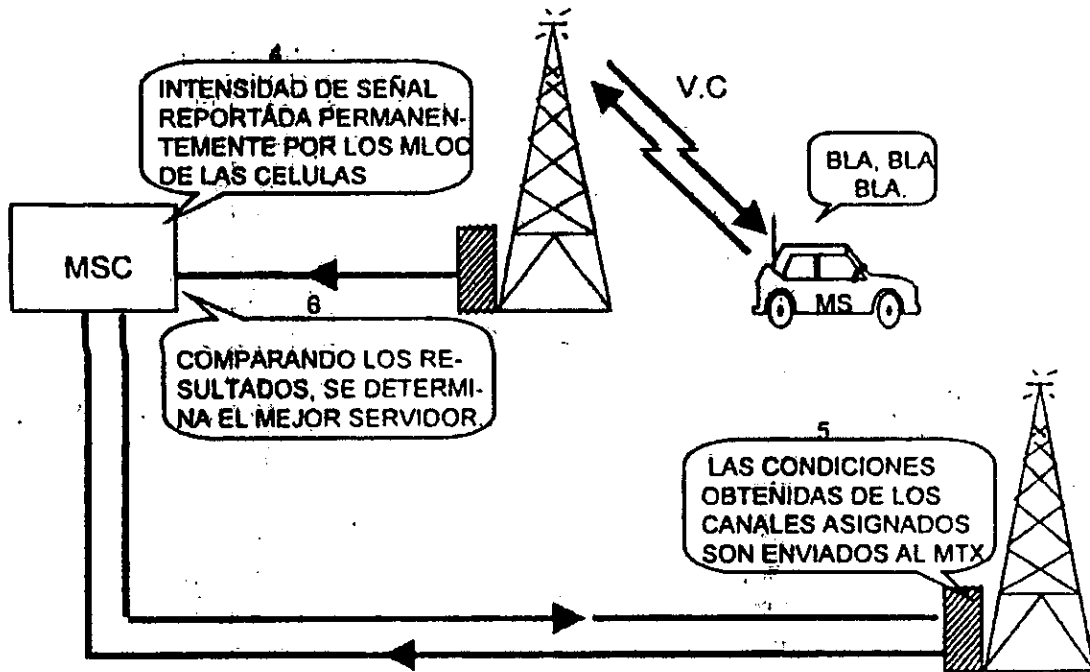 4
INTENSIDAD DE SEÑAL
REPORTADA PERMANEN-
TEMENTE POR LOS MLOC
DE LAS CELULAS
V.C
BLA, BLA
BLA.
MSC
MS
6
COMPARANDO LOS RE-
SULTADOS, SE DETERMI-
NA EL MEJOR SERVIDOR.
5
LAS CONDICIONES
OBTENIDAS DE LOS
CANALES ASIGNADOS
SON ENVIADOS AL MTX